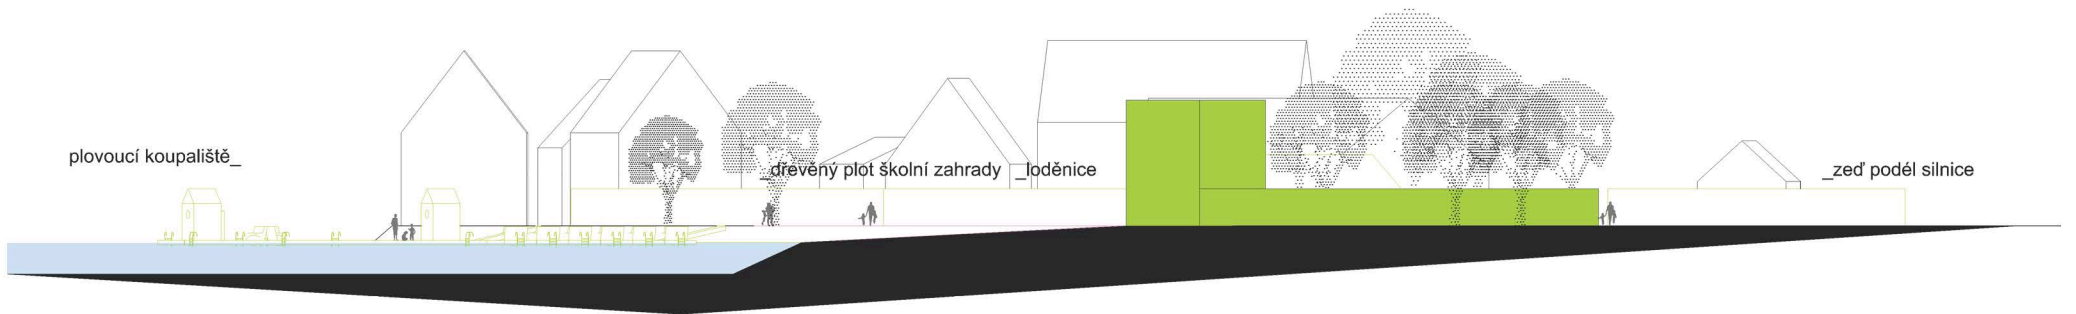 plovoucí koupaliště_
_dřevěný plot školní zahrady
_loděnice
_zeď podél silnice